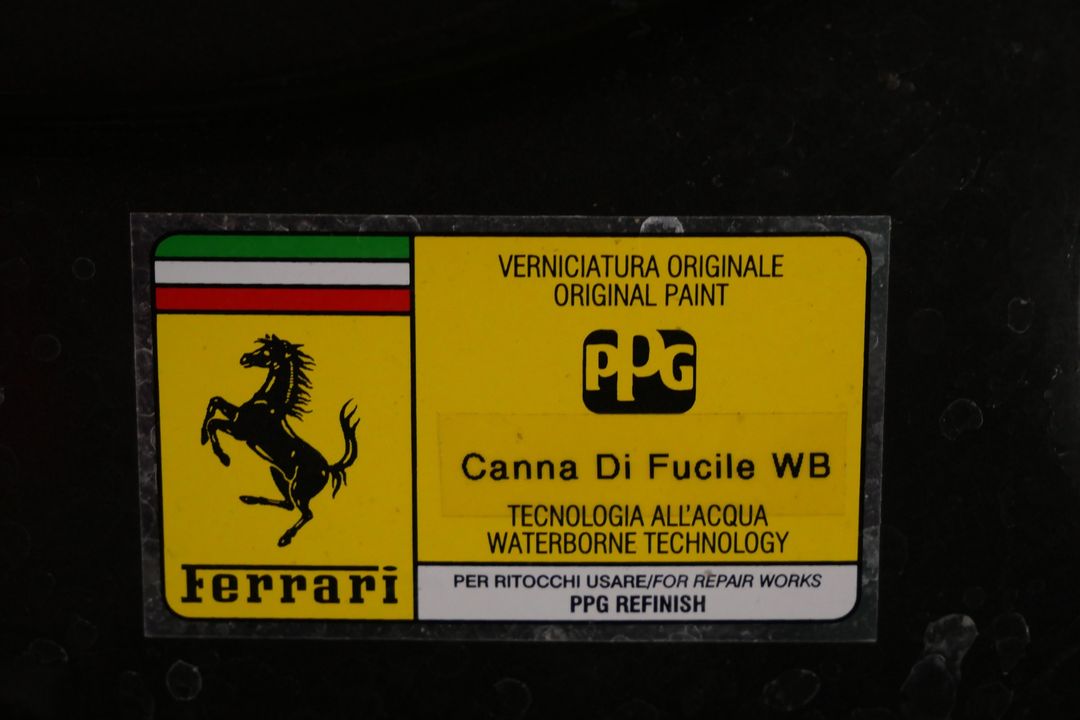 Ferrari
VERNICIATURA ORIGINALE
ORIGINAL PAINT
PPG
Canna Di Fucile WB
TECNOLOGIA ALL'ACQUA
WATERBORNE TECHNOLOGY
PER RITOCCHI USARE/FOR REPAIR WORKS
PPG REFINISH